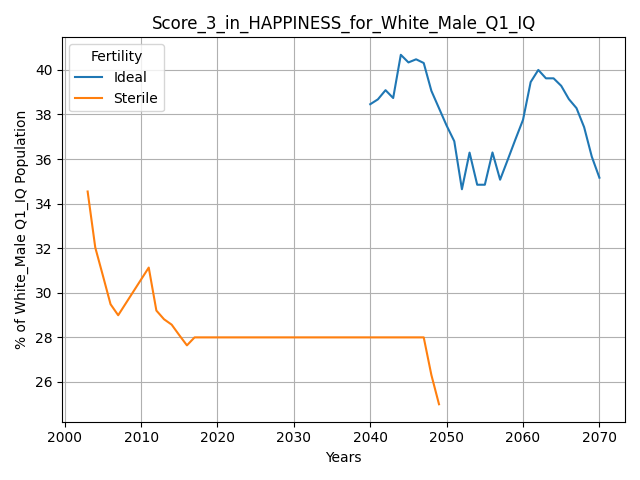 Score_3_in_HAPPINESS_for_White_Male_Q1_IQ
Fertility
Ideal
Sterile
% of White_Male Q1_IQ Population
40
38
36
34
32
30
28
26
2000 2010 2020 2030 2040 2050 2060 2070
Years